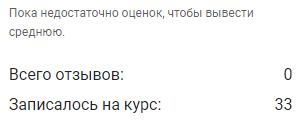 Пока недостаточно оценок, чтобы вывести
среднюю.
Всего отзывов: 0
Записалось на курс: 33